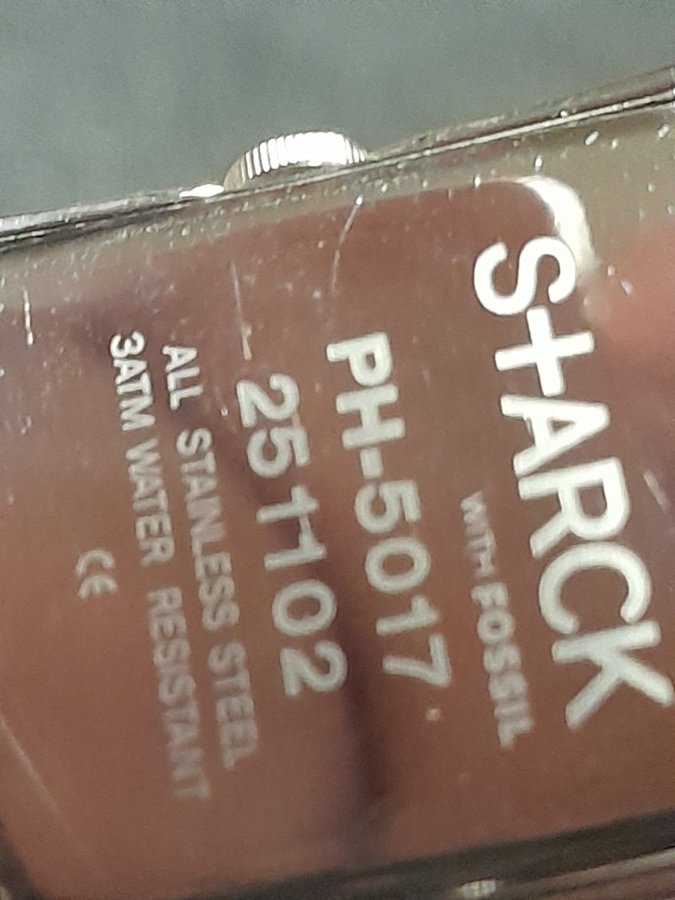 S+ARCK
WITH FOSSIL
PH-5017
251102
ALL STAINLESS STEEL
3ATM WATER RESISTANT
CE